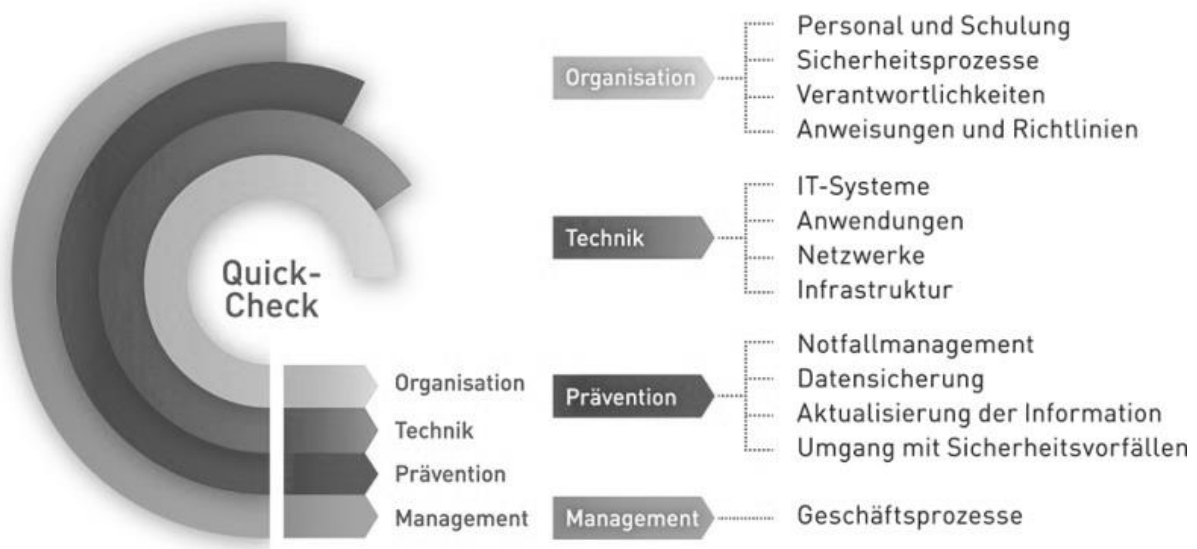 Quick-
Check
Organisation
Technik
Prävention
Management
Organisation
Personal und Schulung
Sicherheitsprozesse
Verantwortlichkeiten
Anweisungen und Richtlinien
Technik
IT-Systeme
Anwendungen
Netzwerke
Infrastruktur
Prävention
Notfallmanagement
Datensicherung
Aktualisierung der Information
Umgang mit Sicherheitsvorfällen
Management
Geschäftsprozesse